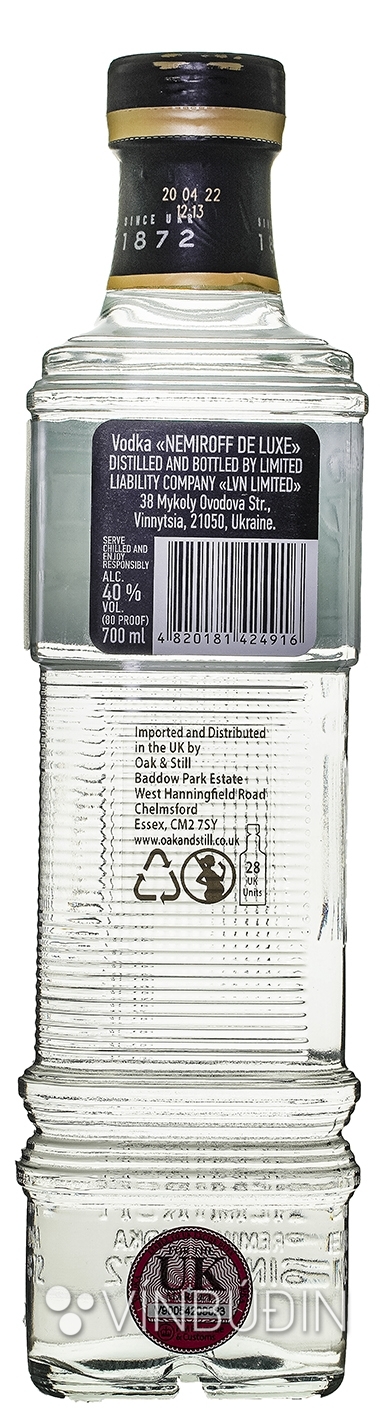 20 04 22
12:13
SINCE
1872
Vodka «NEMIROFF DE LUXE»
DISTILLED AND BOTTLED BY LIMITED
LIABILITY COMPANY «LVN LIMITED»
38 Mykoly Ovodova Str.,
Vinnytsia, 21050, Ukraine.
SERVE
CHILLED AND
ENJOY
RESPONSIBLY
ALC.
40 %
VOL.
(80 PROOF)
700 ml
4 820181 424916
Imported and Distributed
in the UK by
Oak & Still
Baddow Park Estate
West Hanningfield Road
Chelmsford
Essex, CM2 7SY
www.oakandstill.co.uk
28
UK
Units
UK
& Customs
VÍNBÚÐIN